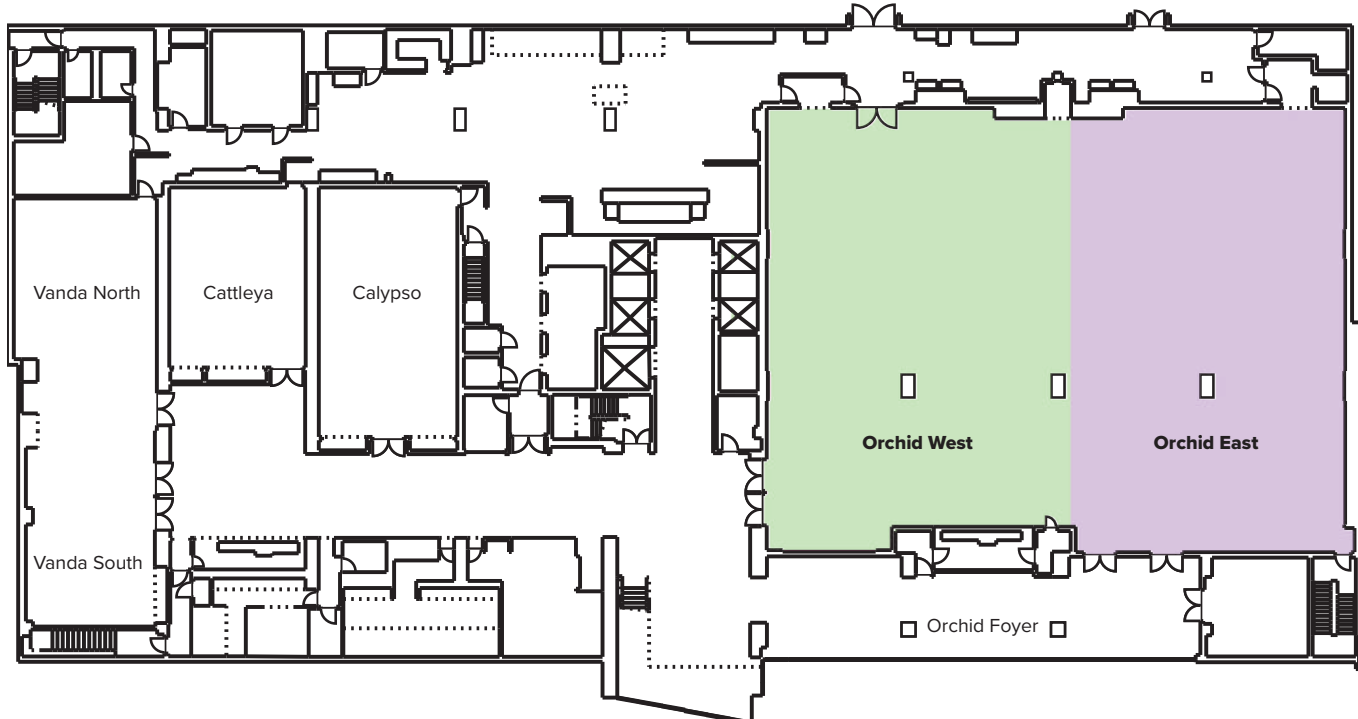 Vanda North
Cattleya
Calypso
Orchid West
Orchid East
Vanda South
Orchid Foyer